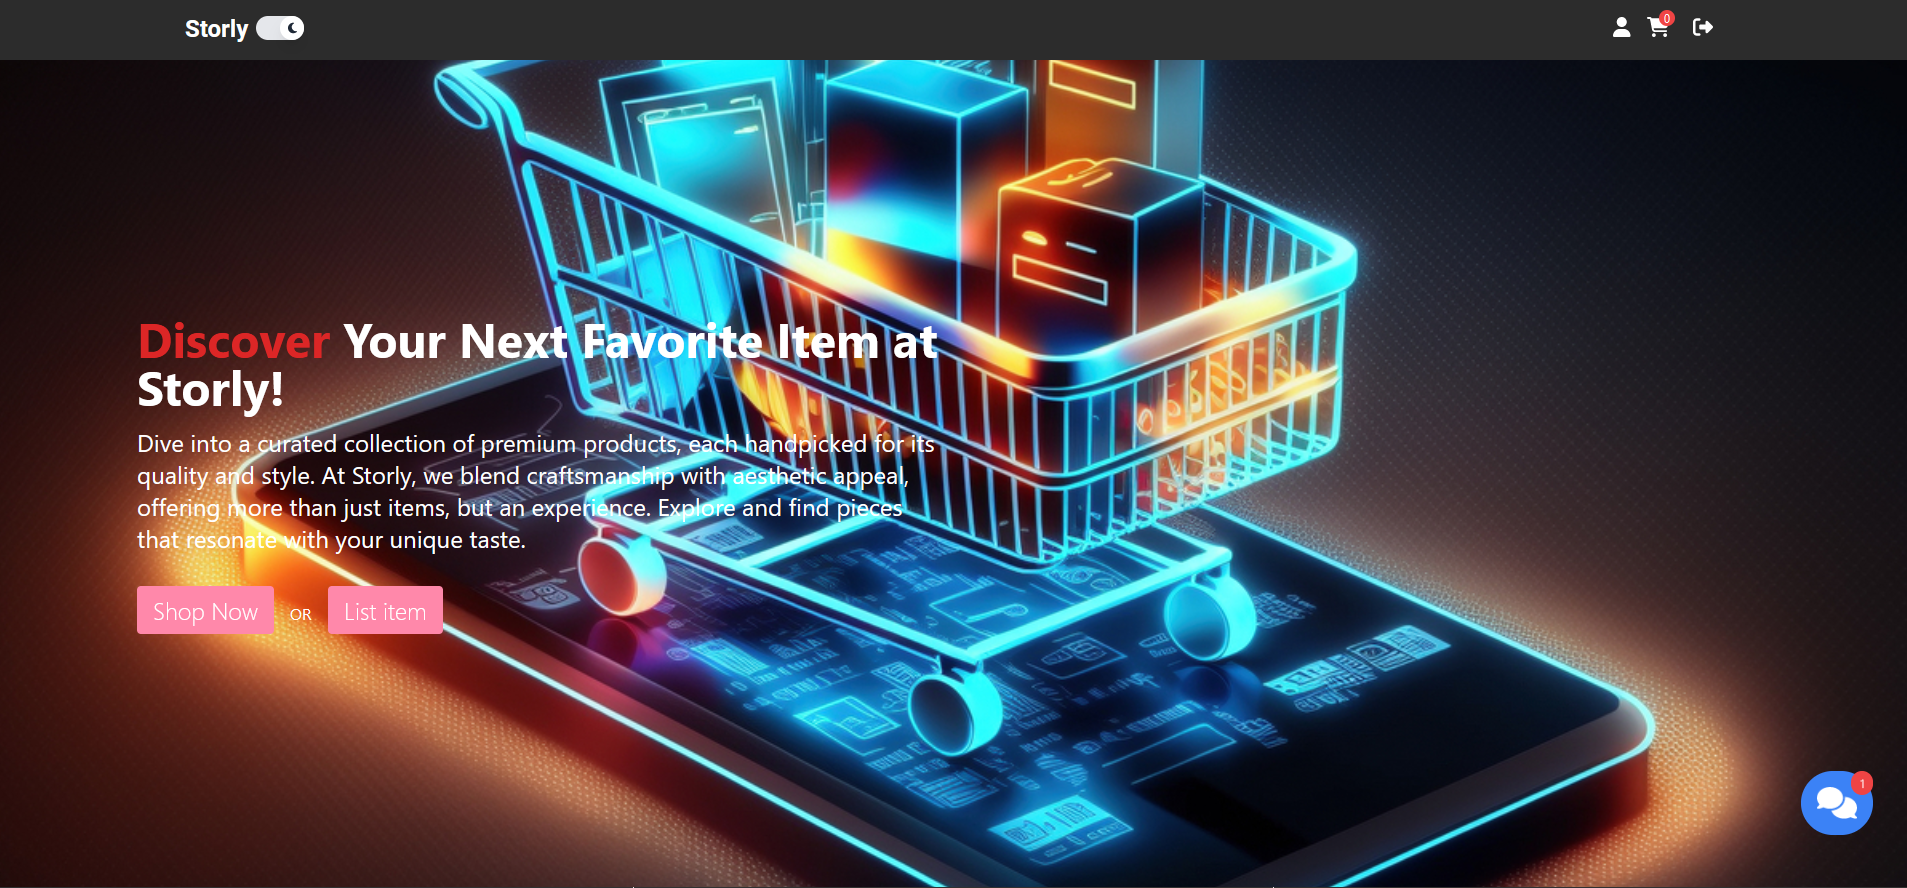 Storly
0
Discover Your Next Favorite Item at
Storly!
Dive into a curated collection of premium products, each handpicked for its
quality and style. At Storly, we blend craftsmanship with aesthetic appeal,
offering more than just items, but an experience. Explore and find pieces
that resonate with your unique taste.
Shop Now OR List item
1